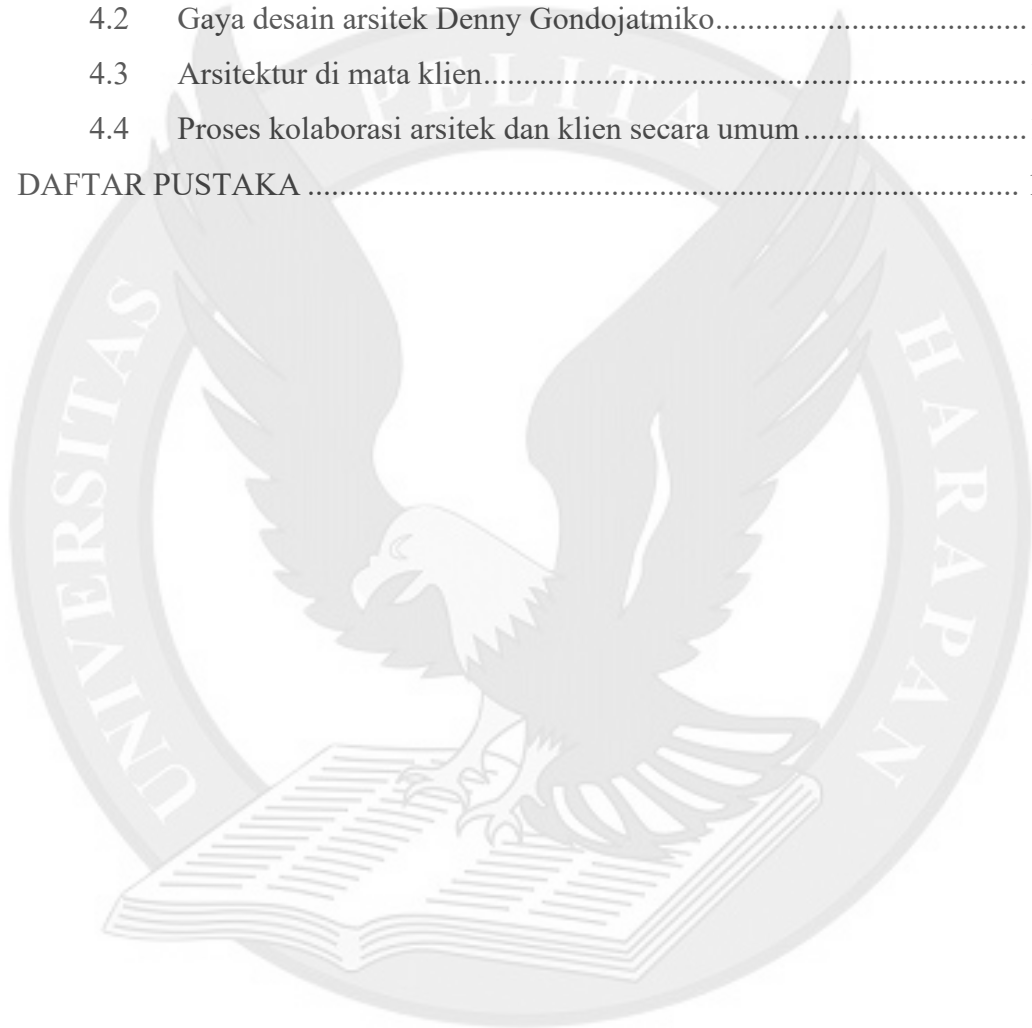 4.2 Gaya desain arsitek Denny Gondojatmiko
4.3 Arsitektur di mata klien
4.4 Proses kolaborasi arsitek dan klien secara umum
DAFTAR PUSTAKA
UNIVERSITAS PELITA HARAPAN